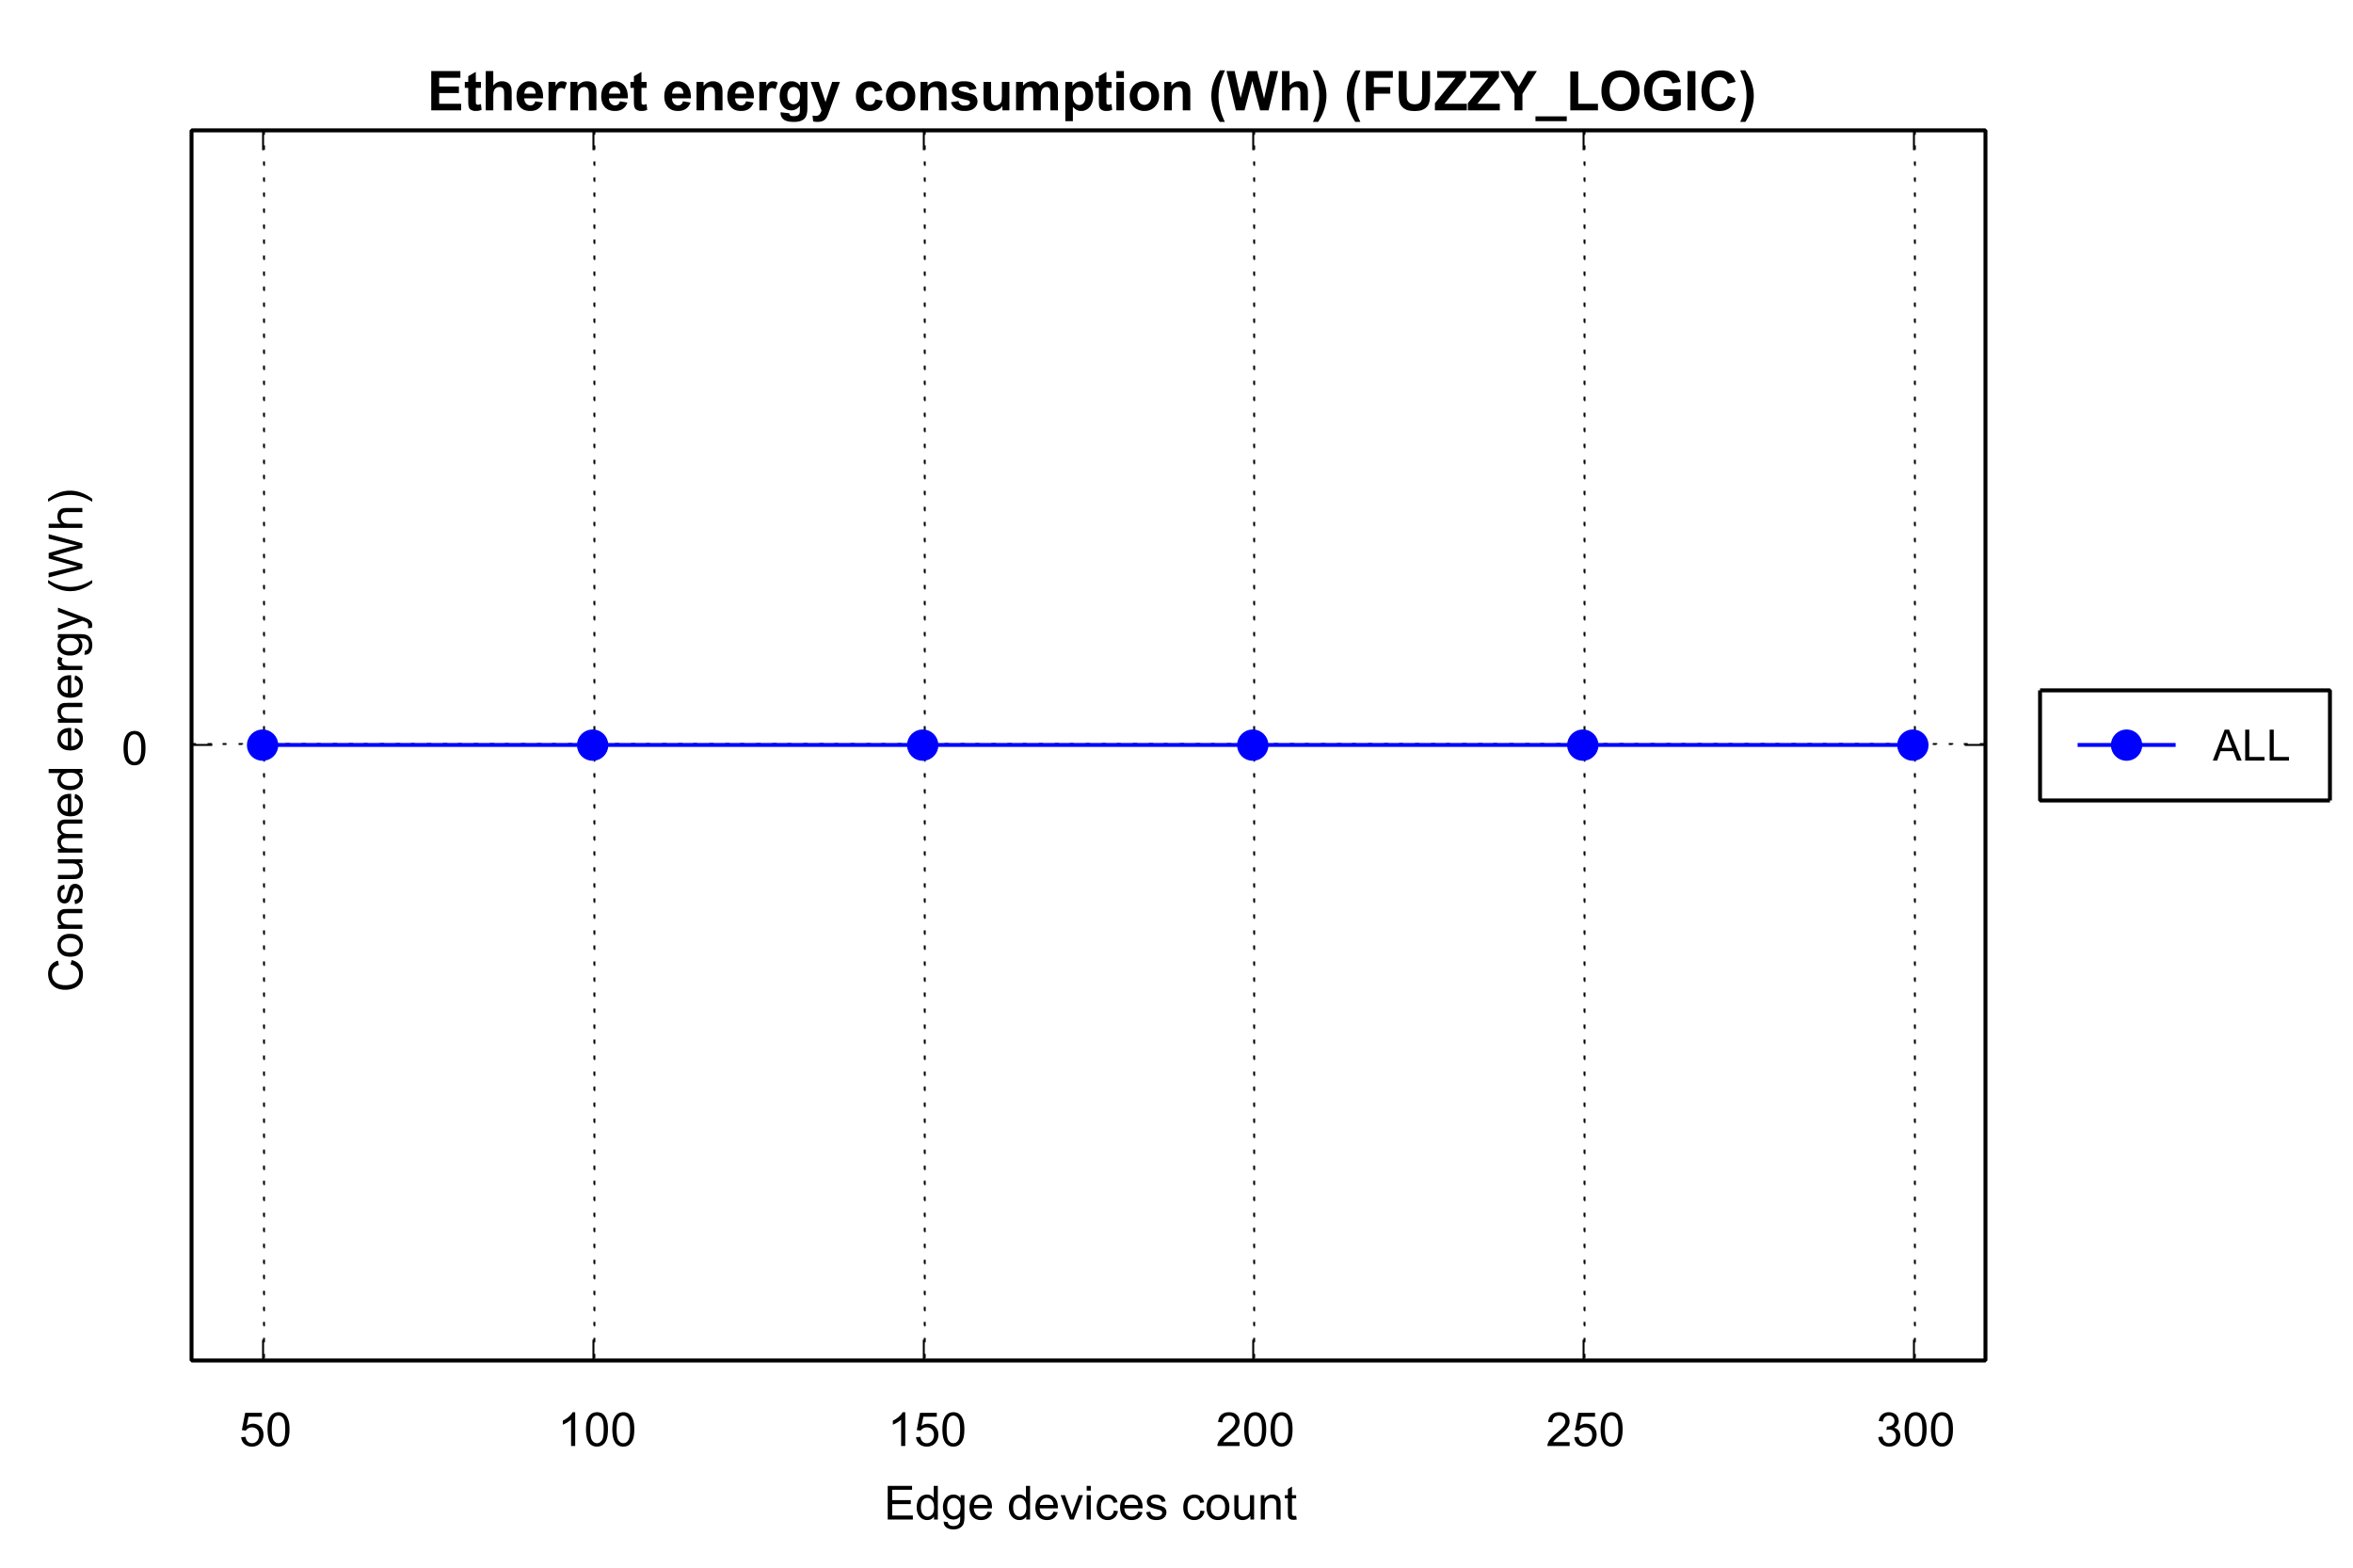 Ethernet energy consumption (Wh) (FUZZY_LOGIC)
Consumed energy (Wh)
0
ALL
50 100 150 200 250 300
Edge devices count